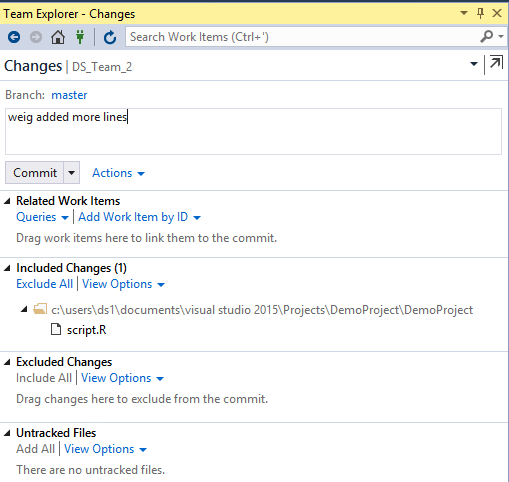 Team Explorer - Changes
Search Work Items (Ctrl+')
Changes | DS_Team_2
Branch: master
weig added more lines
Commit Actions
Related Work Items
Queries | Add Work Item by ID
Drag work items here to link them to the commit.
Included Changes (1)
Exclude All | View Options
c:\users\ds1\documents\visual studio 2015\Projects\DemoProject\DemoProject
script.R
Excluded Changes
Include All | View Options
Drag changes here to exclude from the commit.
Untracked Files
Add All | View Options
There are no untracked files.